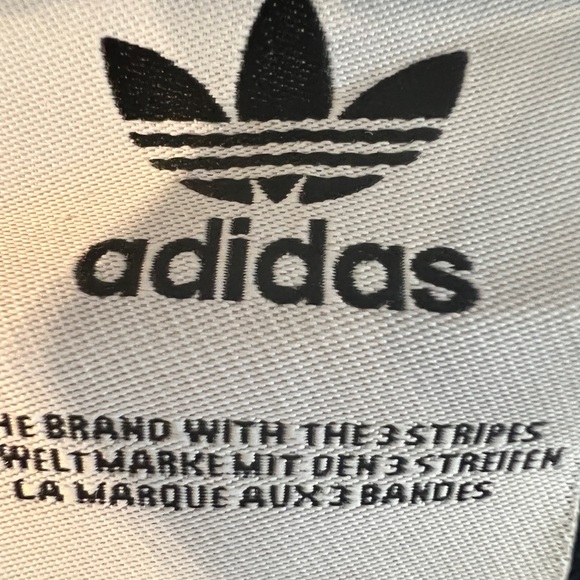 adidas
HE BRAND WITH THE 3 STRIPES
WELTMARKE MIT DEN 3 STREIFEN
LA MARQUE AUX 3 BANDES